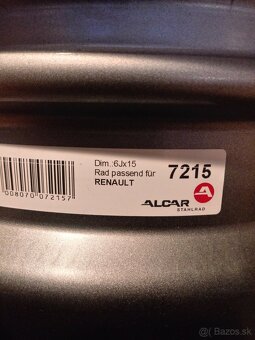 Dim.:6Jx15
Rad passend für
RENAULT
7215
008070072157
ALCAR
STAHLRAD
© Bazos.sk